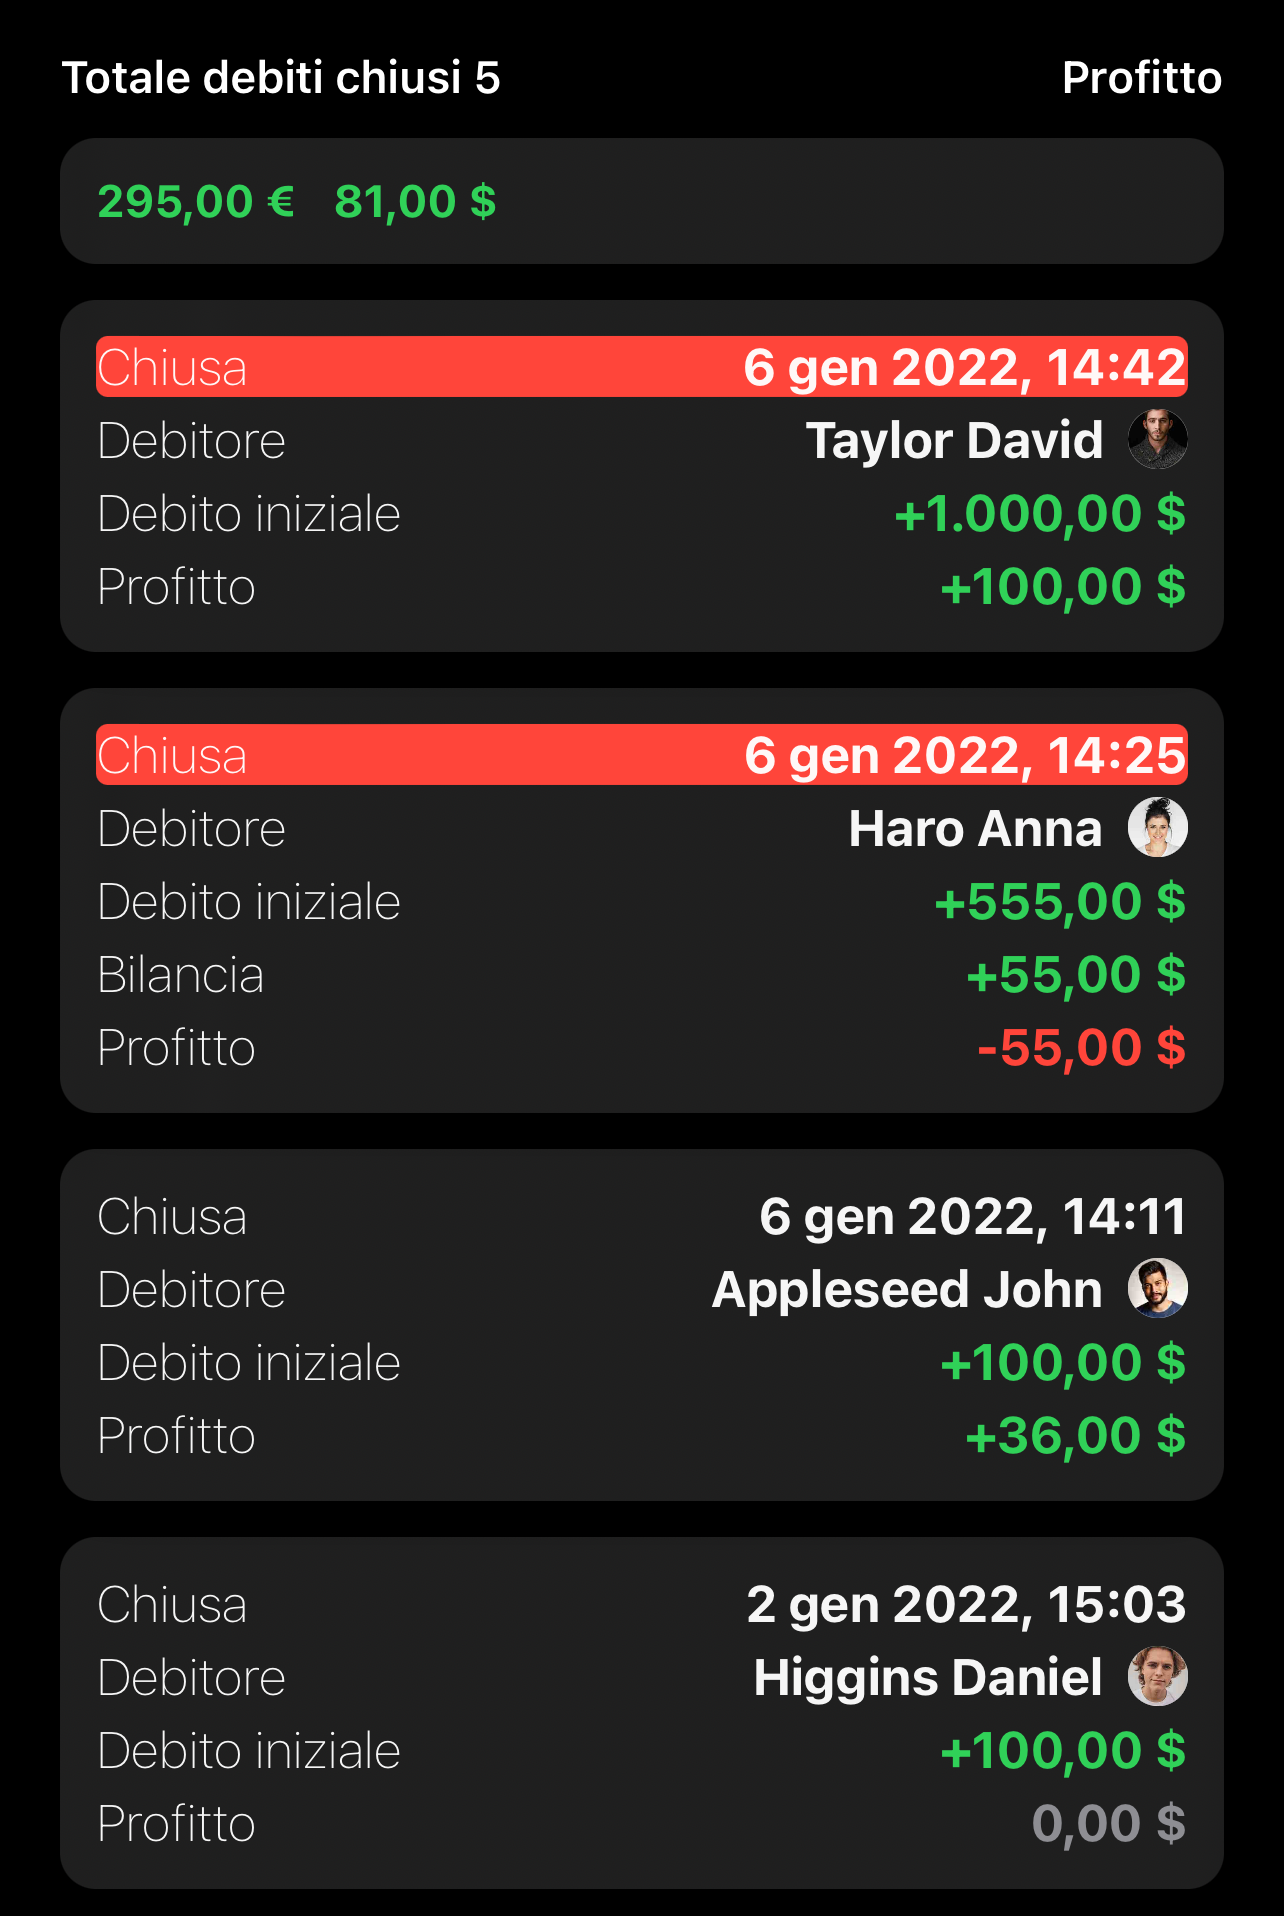 Totale debiti chiusi 5 Profitto
295,00 € 81,00 $
Chiusa 6 gen 2022, 14:42
Debitore Taylor David
Debito iniziale +1.000,00 $
Profitto +100,00 $
Chiusa 6 gen 2022, 14:25
Debitore Haro Anna
Debito iniziale +555,00 $
Bilancia +55,00 $
Profitto -55,00 $
Chiusa 6 gen 2022, 14:11
Debitore Appleseed John
Debito iniziale +100,00 $
Profitto +36,00 $
Chiusa 2 gen 2022, 15:03
Debitore Higgins Daniel
Debito iniziale +100,00 $
Profitto 0,00 $